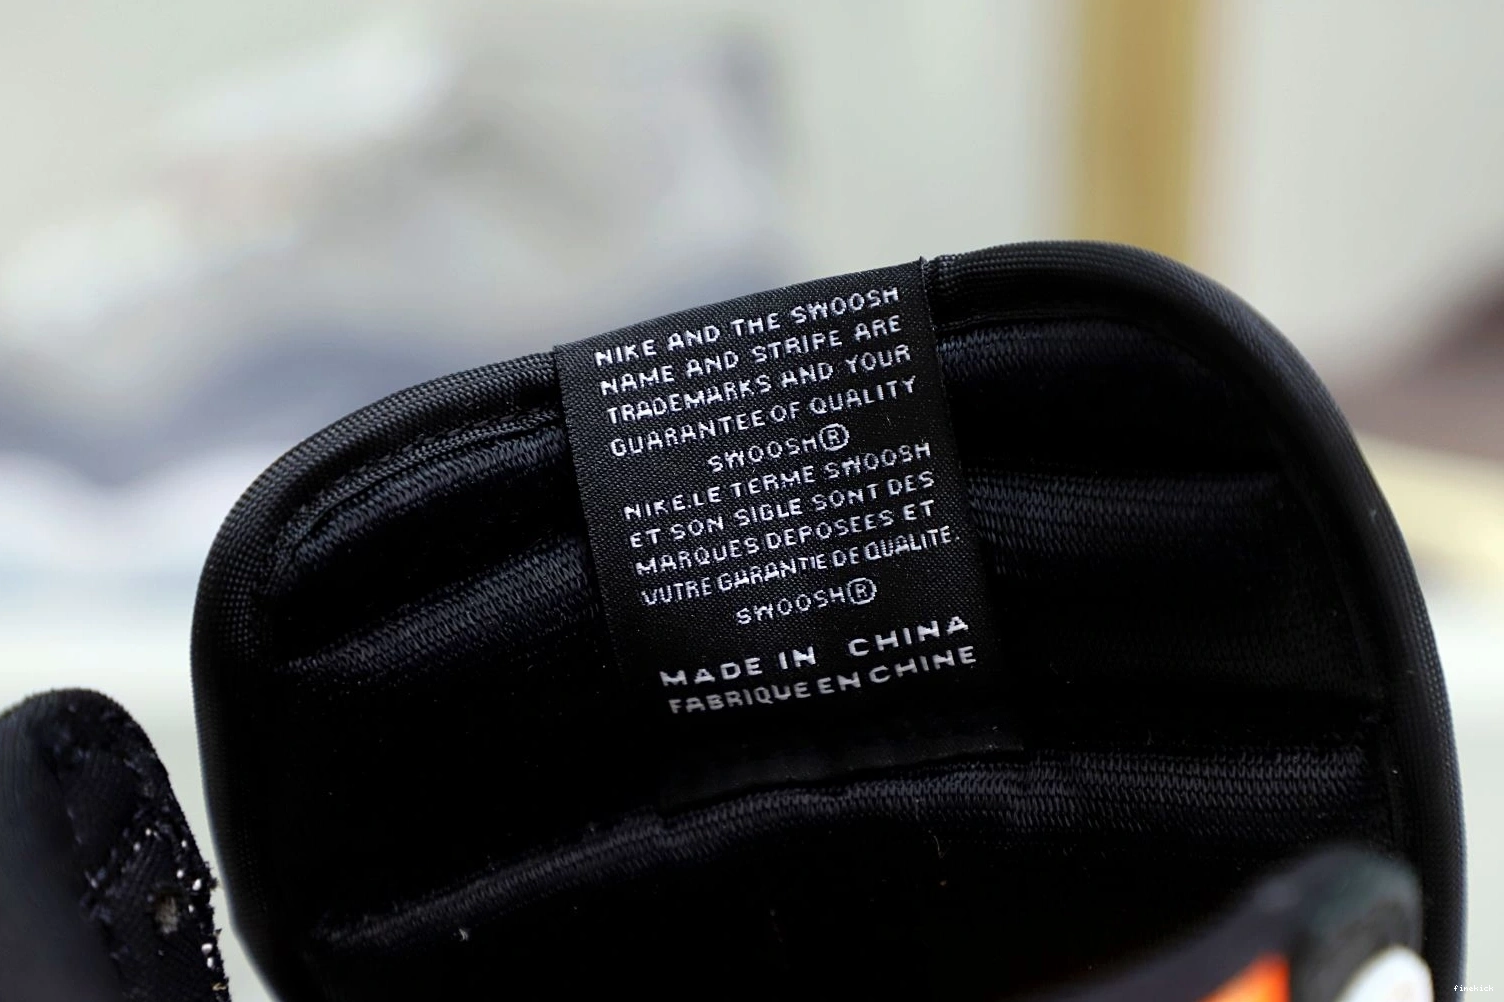 NIKE AND THE SWOOSH
NAME AND STRIPE ARE
TRADEMARKS AND YOUR
GUARANTEE OF QUALITY
SWOOSH®
NIKE.LE TERME SWOOSH
ET SON SIGLE SONT DES
MARQUES DEPOSEES ET
VUTRE GARANTIE DE QUALITE.
SWOOSH®
MADE IN CHINA
FABRIQUE EN CHINE